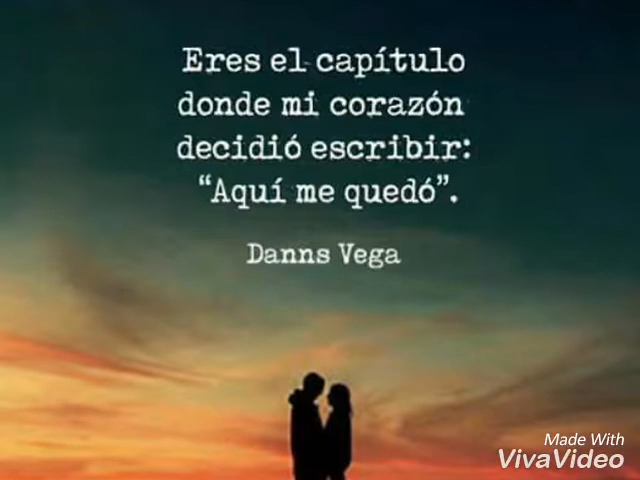 Eres el capítulo
donde mi corazón
decidió escribir:
“Aquí me quedó”.
Danns Vega
Made With
VivaVideo